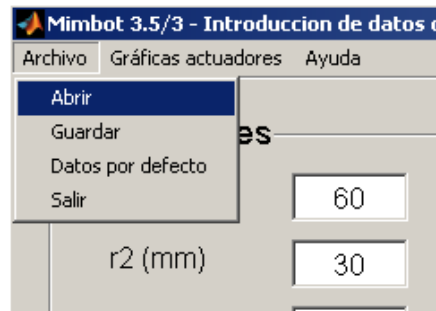 Mimbot 3.5/3 - Introduccion de datos
Archivo Gráficas actuadores Ayuda
Abrir
Guardar
es
Datos por defecto
Salir
60
r2 (mm)
30